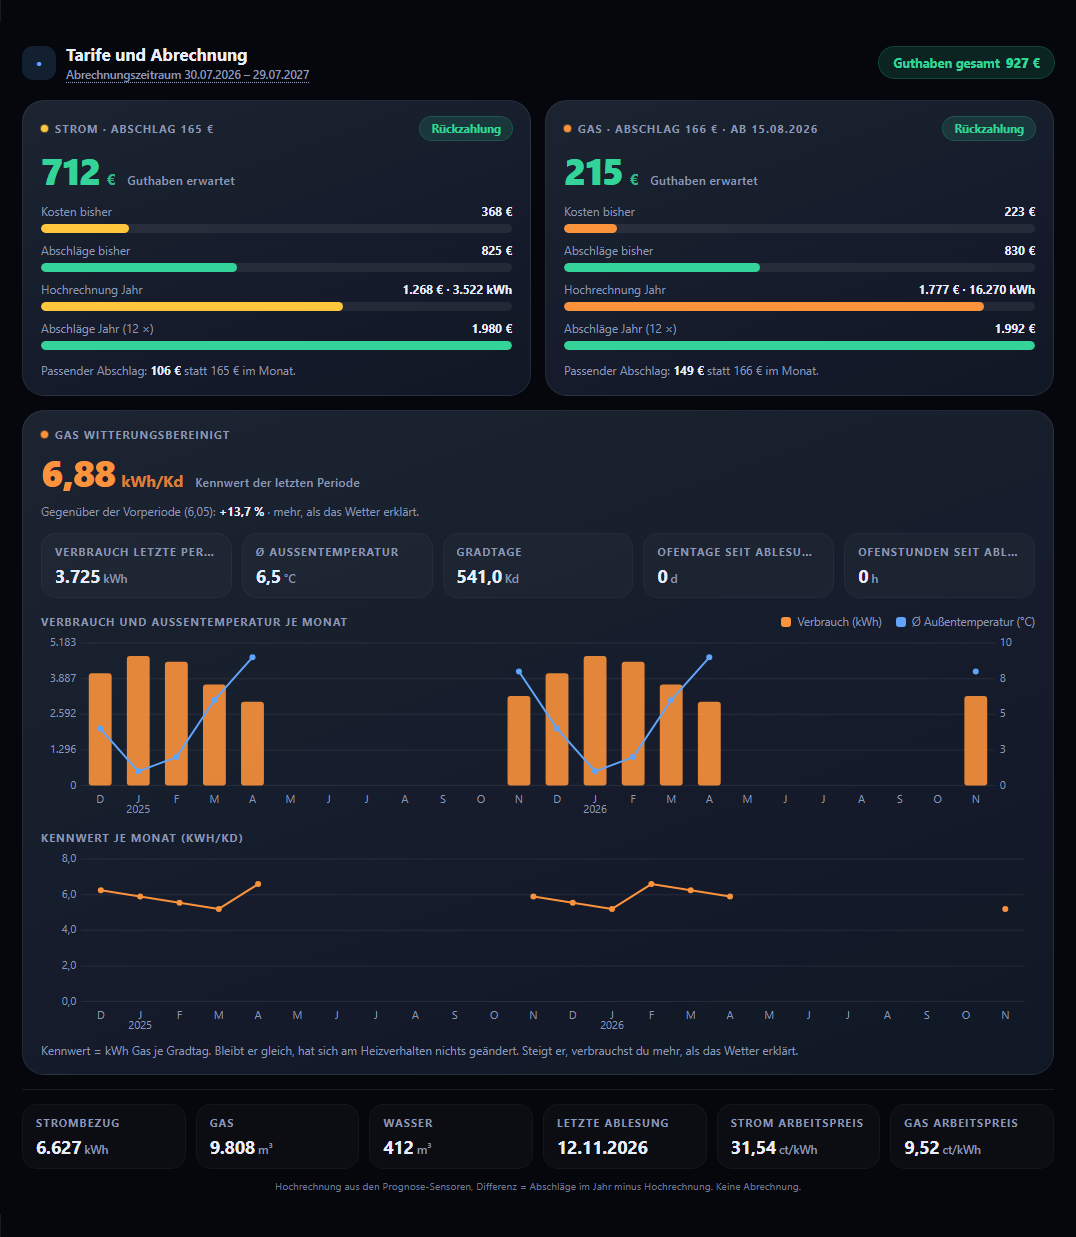 Tarife und Abrechnung
Abrechnungszeitraum 30.07.2026 – 29.07.2027
Guthaben gesamt 927 €
STROM · ABSCHLAG 165 €
Rückzahlung
712 € Guthaben erwartet
Kosten bisher 368 €
Abschläge bisher 825 €
Hochrechnung Jahr 1.268 € · 3.522 kWh
Abschläge Jahr (12 ×) 1.980 €
Passender Abschlag: 106 € statt 165 € im Monat.
GAS · ABSCHLAG 166 € · AB 15.08.2026
Rückzahlung
215 € Guthaben erwartet
Kosten bisher 223 €
Abschläge bisher 830 €
Hochrechnung Jahr 1.777 € · 16.270 kWh
Abschläge Jahr (12 ×) 1.992 €
Passender Abschlag: 149 € statt 166 € im Monat.
GAS WITTERUNGSBEREINIGT
6,88 kWh/Kd Kennwert der letzten Periode
Gegenüber der Vorperiode (6,05): +13,7 % · mehr, als das Wetter erklärt.
VERBRAUCH LETZTE PER...
3.725 kWh
Ø AUSSENTEMPERATUR
6,5 °C
GRADTAGE
541,0 Kd
OFENTAGE SEIT ABLESU...
0 d
OFENSTUNDEN SEIT ABL...
0 h
VERBRAUCH UND AUSSENTEMPERATUR JE MONAT
Verbrauch (kWh) Ø Außentemperatur (°C)
5.183 10
3.887 8
2.592 5
1.296 3
0 0
D J F M A M J J A S O N D J F M A M J J A S O N
2025 2026
KENNWERT JE MONAT (KWH/KD)
8,0
6,0
4,0
2,0
0,0
D J F M A M J J A S O N D J F M A M J J A S O N
2025 2026
Kennwert = kWh Gas je Gradtag. Bleibt er gleich, hat sich am Heizverhalten nichts geändert. Steigt er, verbrauchst du mehr, als das Wetter erklärt.
STROMBEZUG
6.627 kWh
GAS
9.808 m³
WASSER
412 m³
LETZTE ABLESUNG
12.11.2026
STROM ARBEITSPREIS
31,54 ct/kWh
GAS ARBEITSPREIS
9,52 ct/kWh
Hochrechnung aus den Prognose-Sensoren, Differenz = Abschläge im Jahr minus Hochrechnung. Keine Abrechnung.